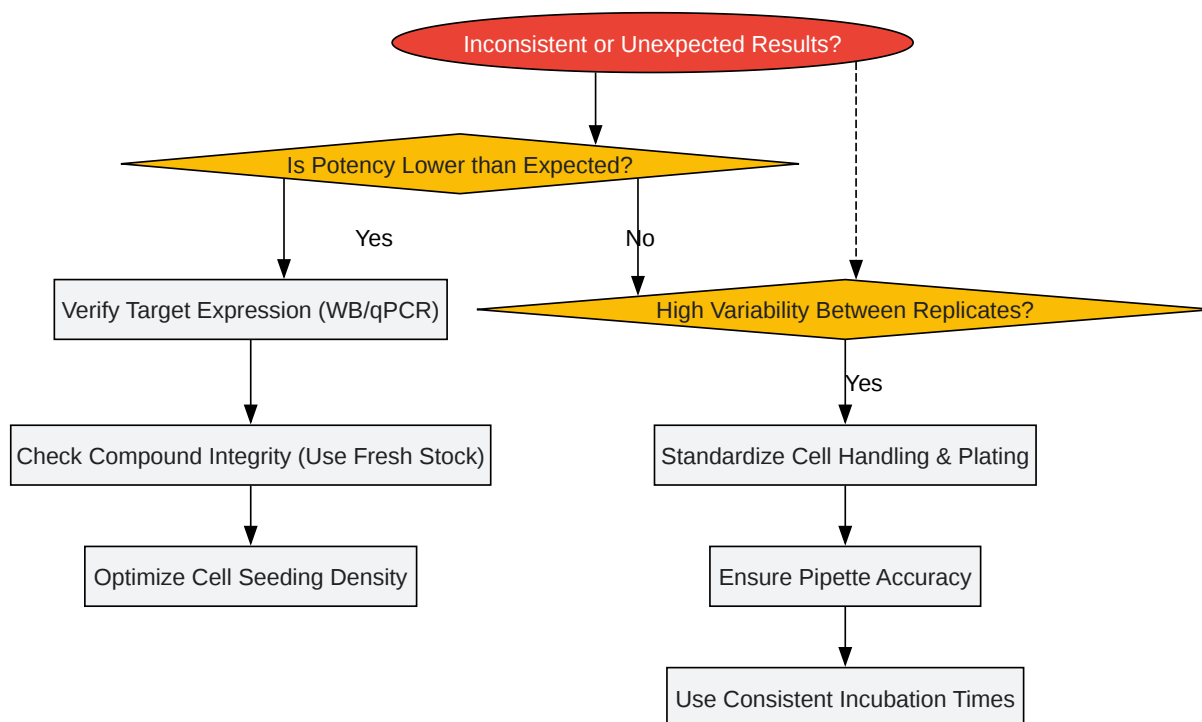 Inconsistent or Unexpected Results?
Is Potency Lower than Expected?
Yes
No
Verify Target Expression (WB/qPCR)
High Variability Between Replicates?
Yes
Check Compound Integrity (Use Fresh Stock)
Standardize Cell Handling & Plating
Optimize Cell Seeding Density
Ensure Pipette Accuracy
Use Consistent Incubation Times